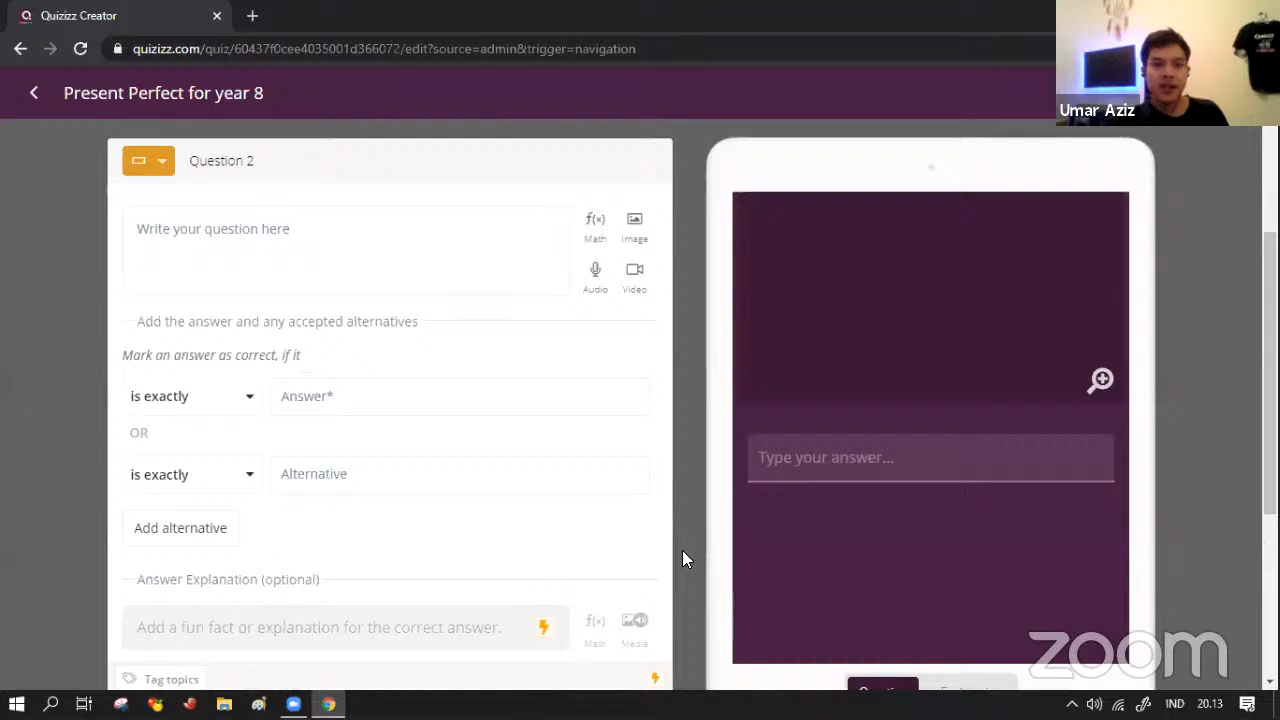 Quizizz Creator
quizizz.com/quiz/60437f0cee4035001d366072/edit?source=admin&trigger=navigation
Umar Aziz
Present Perfect for year 8
Question 2
Write your question here
f(x)
Math
Image
Audio
Video
Add the answer and any accepted alternatives
Mark an answer as correct, if it
is exactly
Answer*
OR
is exactly
Alternative
Add alternative
Answer Explanation (optional)
Add a fun fact or explanation for the correct answer.
f(x)
Math
Media
Tag topics
Type your answer...
zoom
IND
20.13